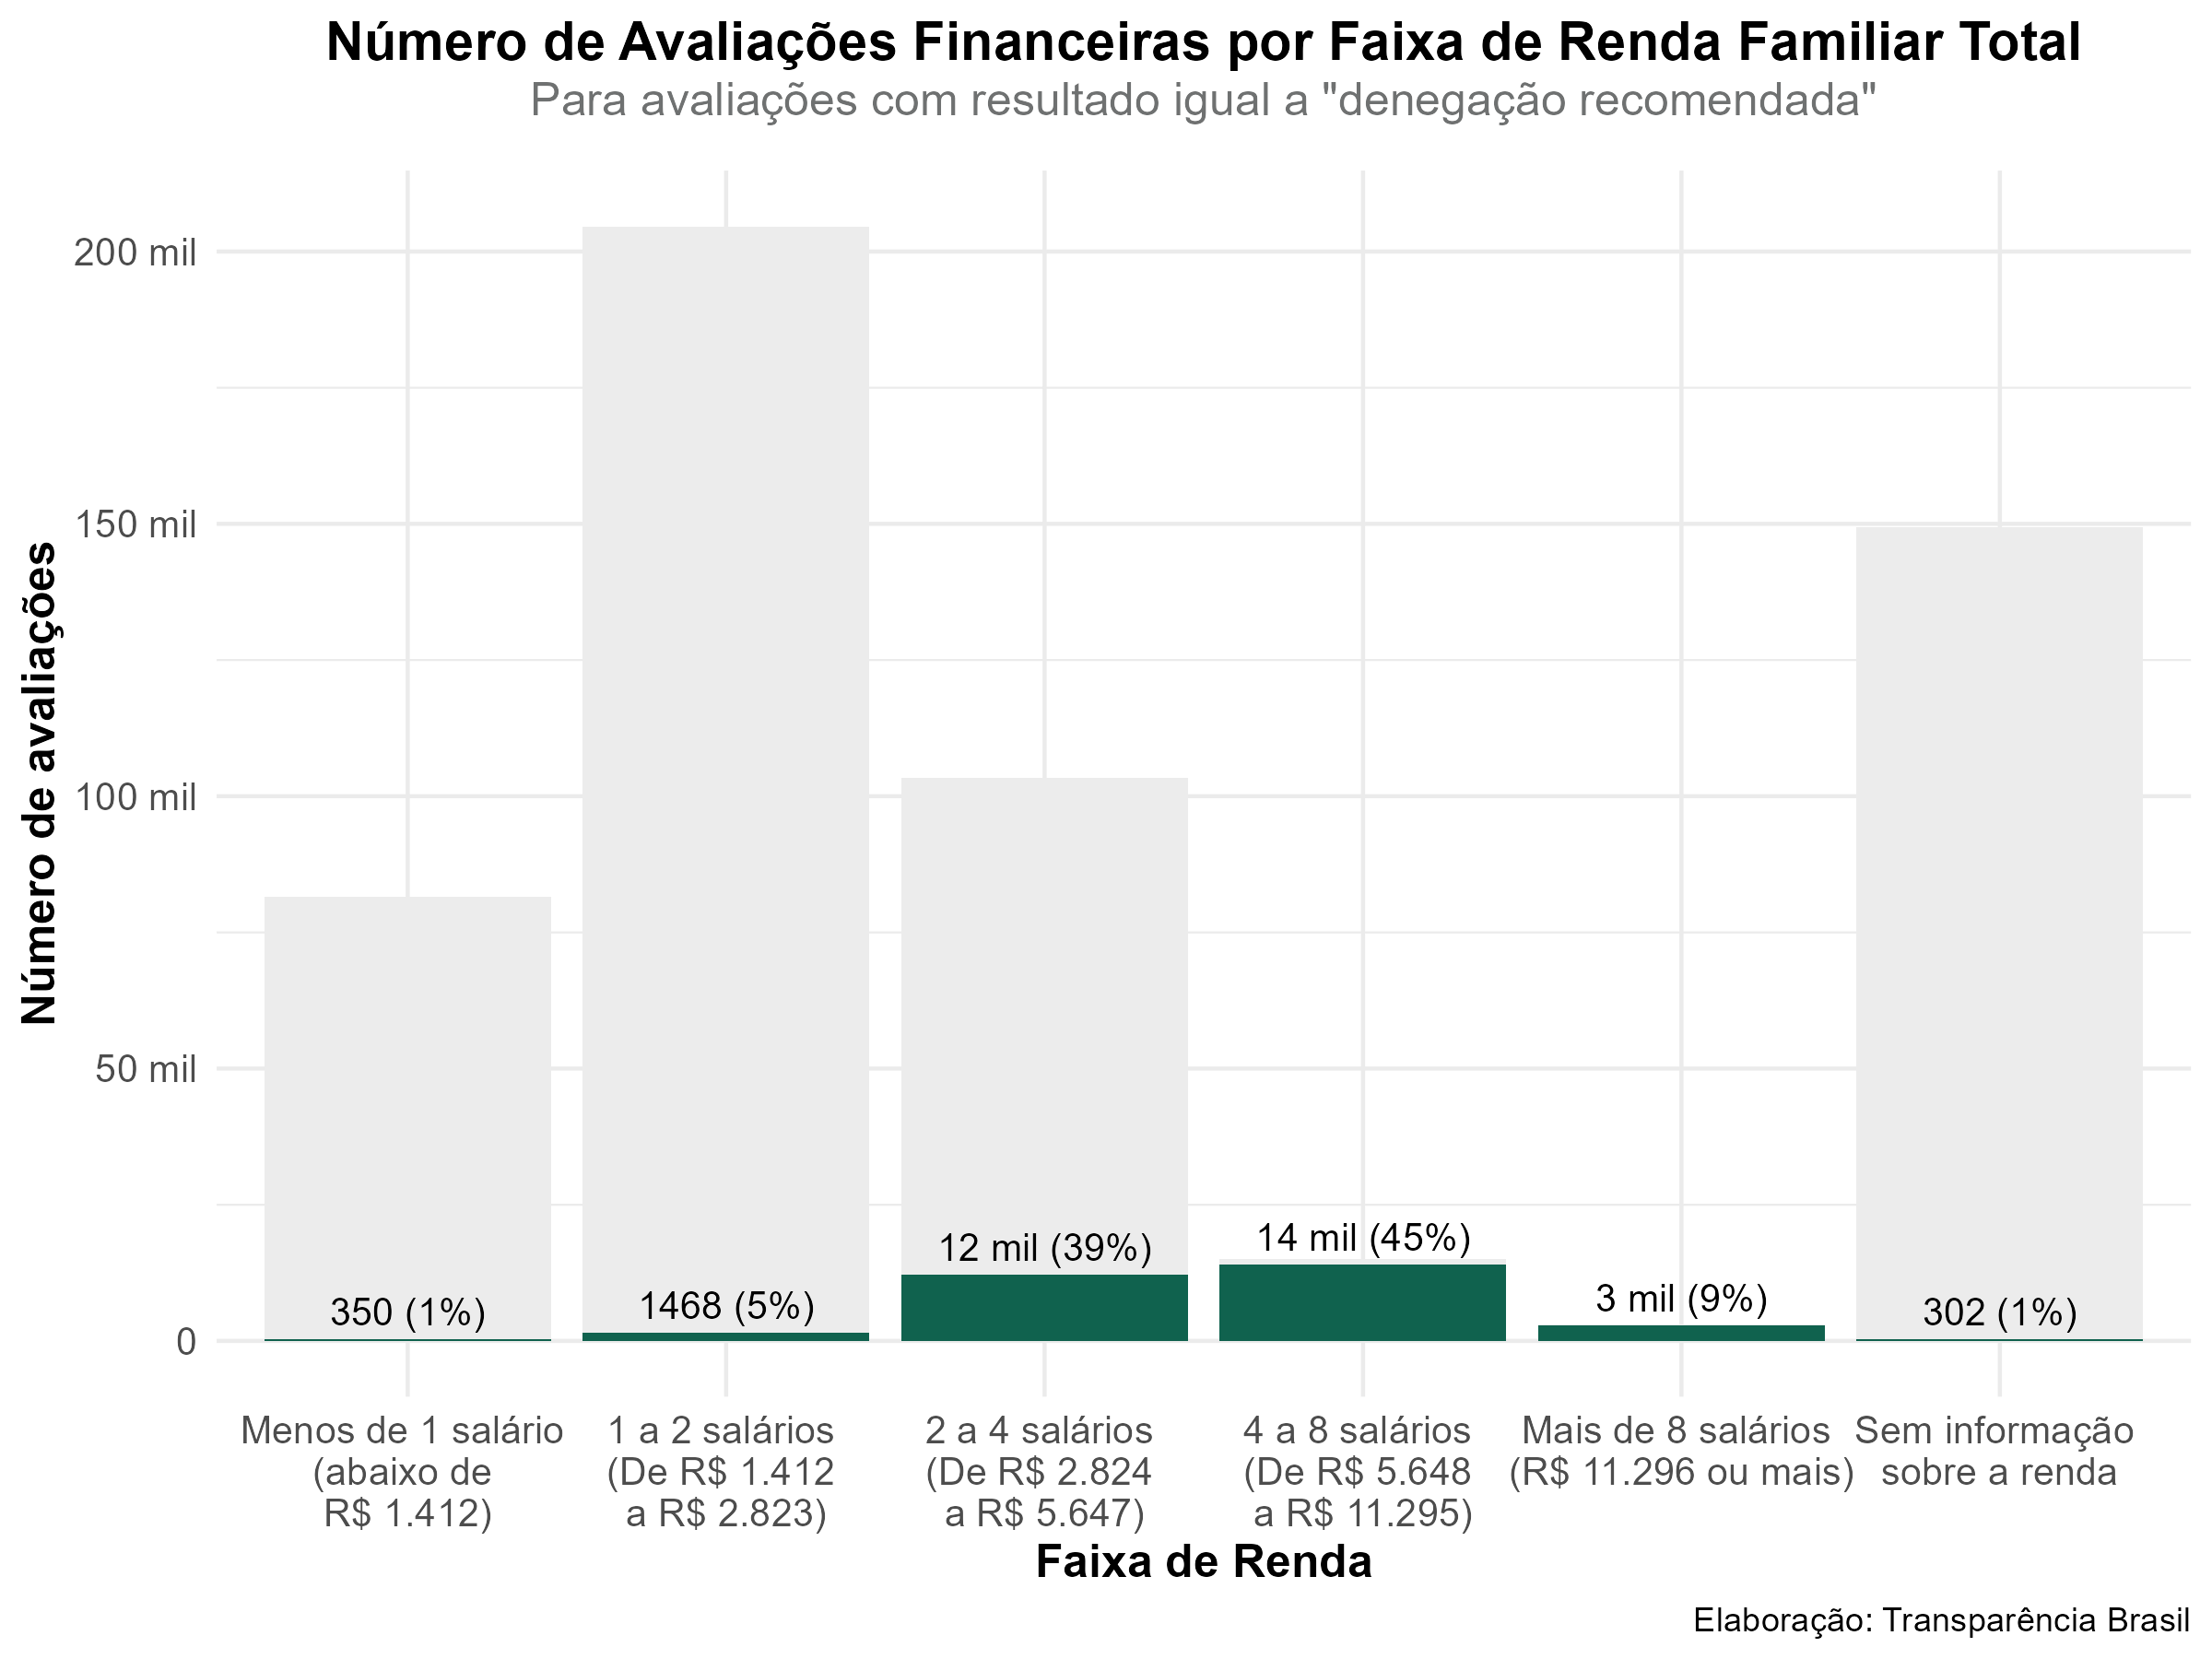 Número de Avaliações Financeiras por Faixa de Renda Familiar Total
Para avaliações com resultado igual a "denegação recomendada"
Número de avaliações
200 mil
150 mil
100 mil
50 mil
0
350 (1%)
1468 (5%)
12 mil (39%)
14 mil (45%)
3 mil (9%)
302 (1%)
Menos de 1 salário
(abaixo de
R$ 1.412)
1 a 2 salários
(De R$ 1.412
a R$ 2.823)
2 a 4 salários
(De R$ 2.824
a R$ 5.647)
4 a 8 salários
(De R$ 5.648
a R$ 11.295)
Mais de 8 salários
(R$ 11.296 ou mais)
Sem informação
sobre a renda
Faixa de Renda
Elaboração: Transparência Brasil